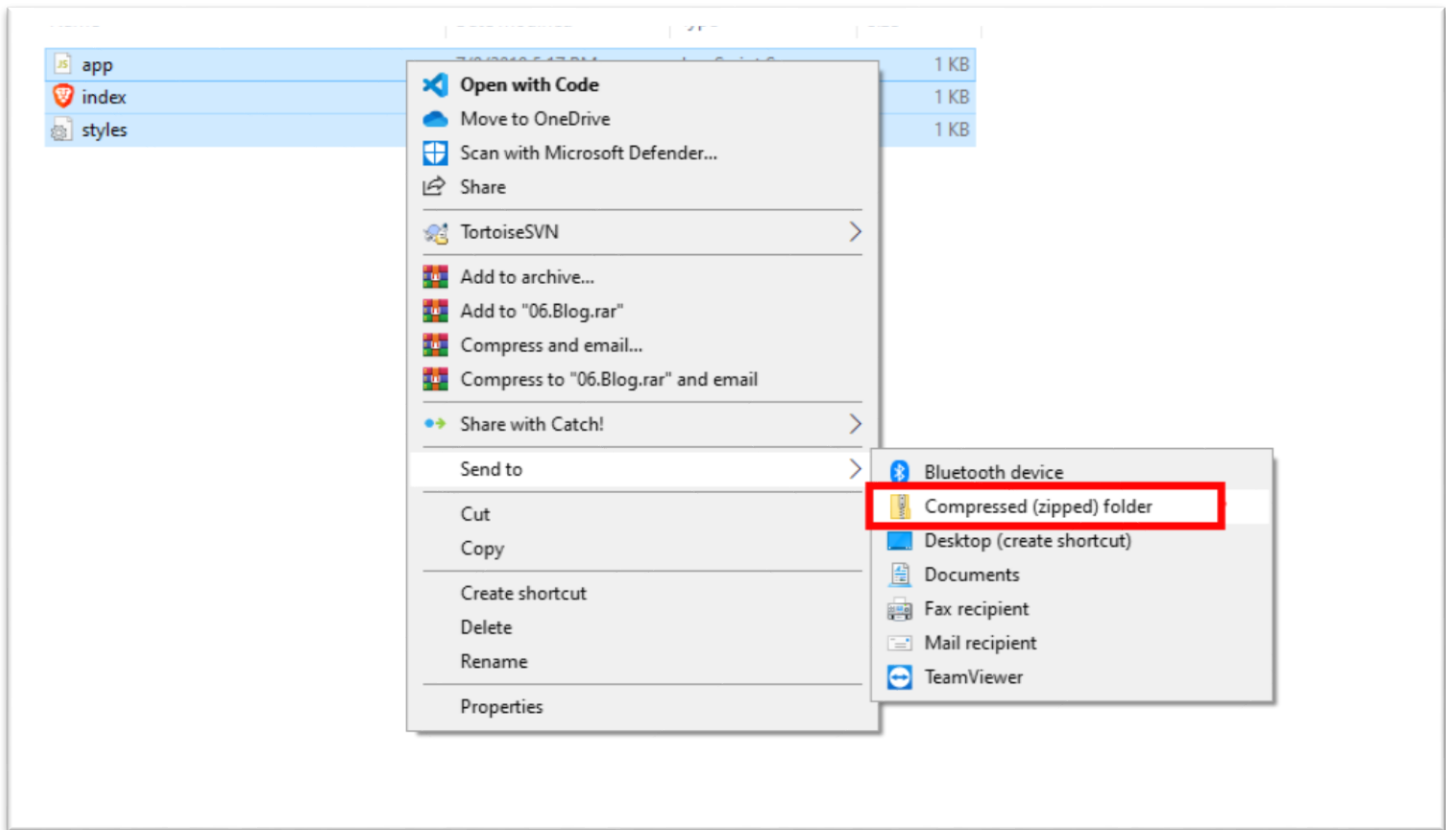 app
1 KB
index
1 KB
styles
1 KB
Open with Code
Move to OneDrive
Scan with Microsoft Defender...
Share
TortoiseSVN
Add to archive...
Add to "06.Blog.rar"
Compress and email...
Compress to "06.Blog.rar" and email
Share with Catch!
Send to
Cut
Copy
Create shortcut
Delete
Rename
Properties
Bluetooth device
Compressed (zipped) folder
Desktop (create shortcut)
Documents
Fax recipient
Mail recipient
TeamViewer